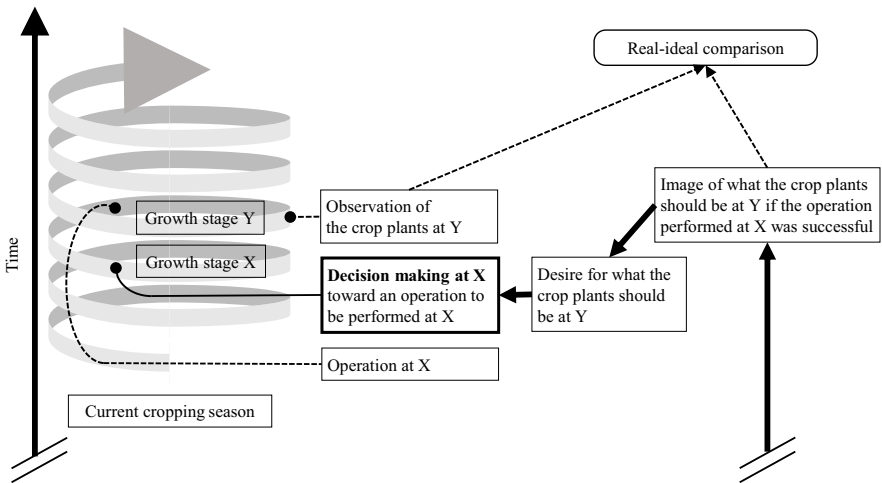 Real-ideal comparison
Time
Growth stage Y
Growth stage X
Observation of
the crop plants at Y
Image of what the crop plants
should be at Y if the operation
performed at X was successful
Decision making at X
toward an operation to
be performed at X
Desire for what the
crop plants should
be at Y
Operation at X
Current cropping season